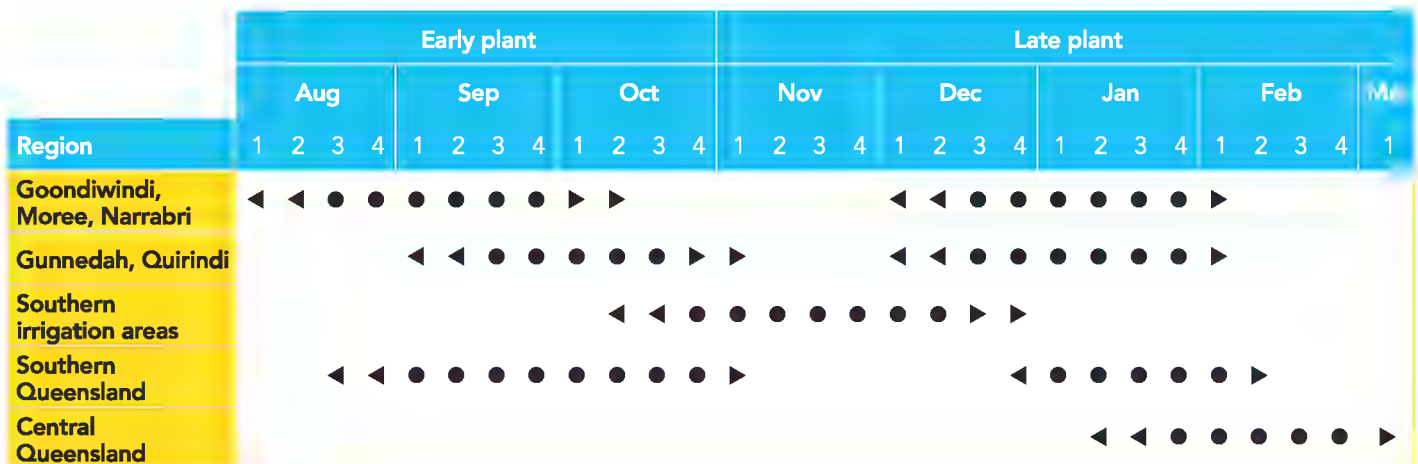 Early plant Late plant
Aug Sep Oct Nov Dec Jan Feb
Region 1 2 3 4 1 2 3 4 1 2 3 4 1 2 3 4 1 2 3 4 1 2 3 4 1 2 3 4 1
Goondiwindi,
Moree, Narrabri
Gunnedah, Quirindi
Southern
irrigation areas
Southern
Queensland
Central
Queensland